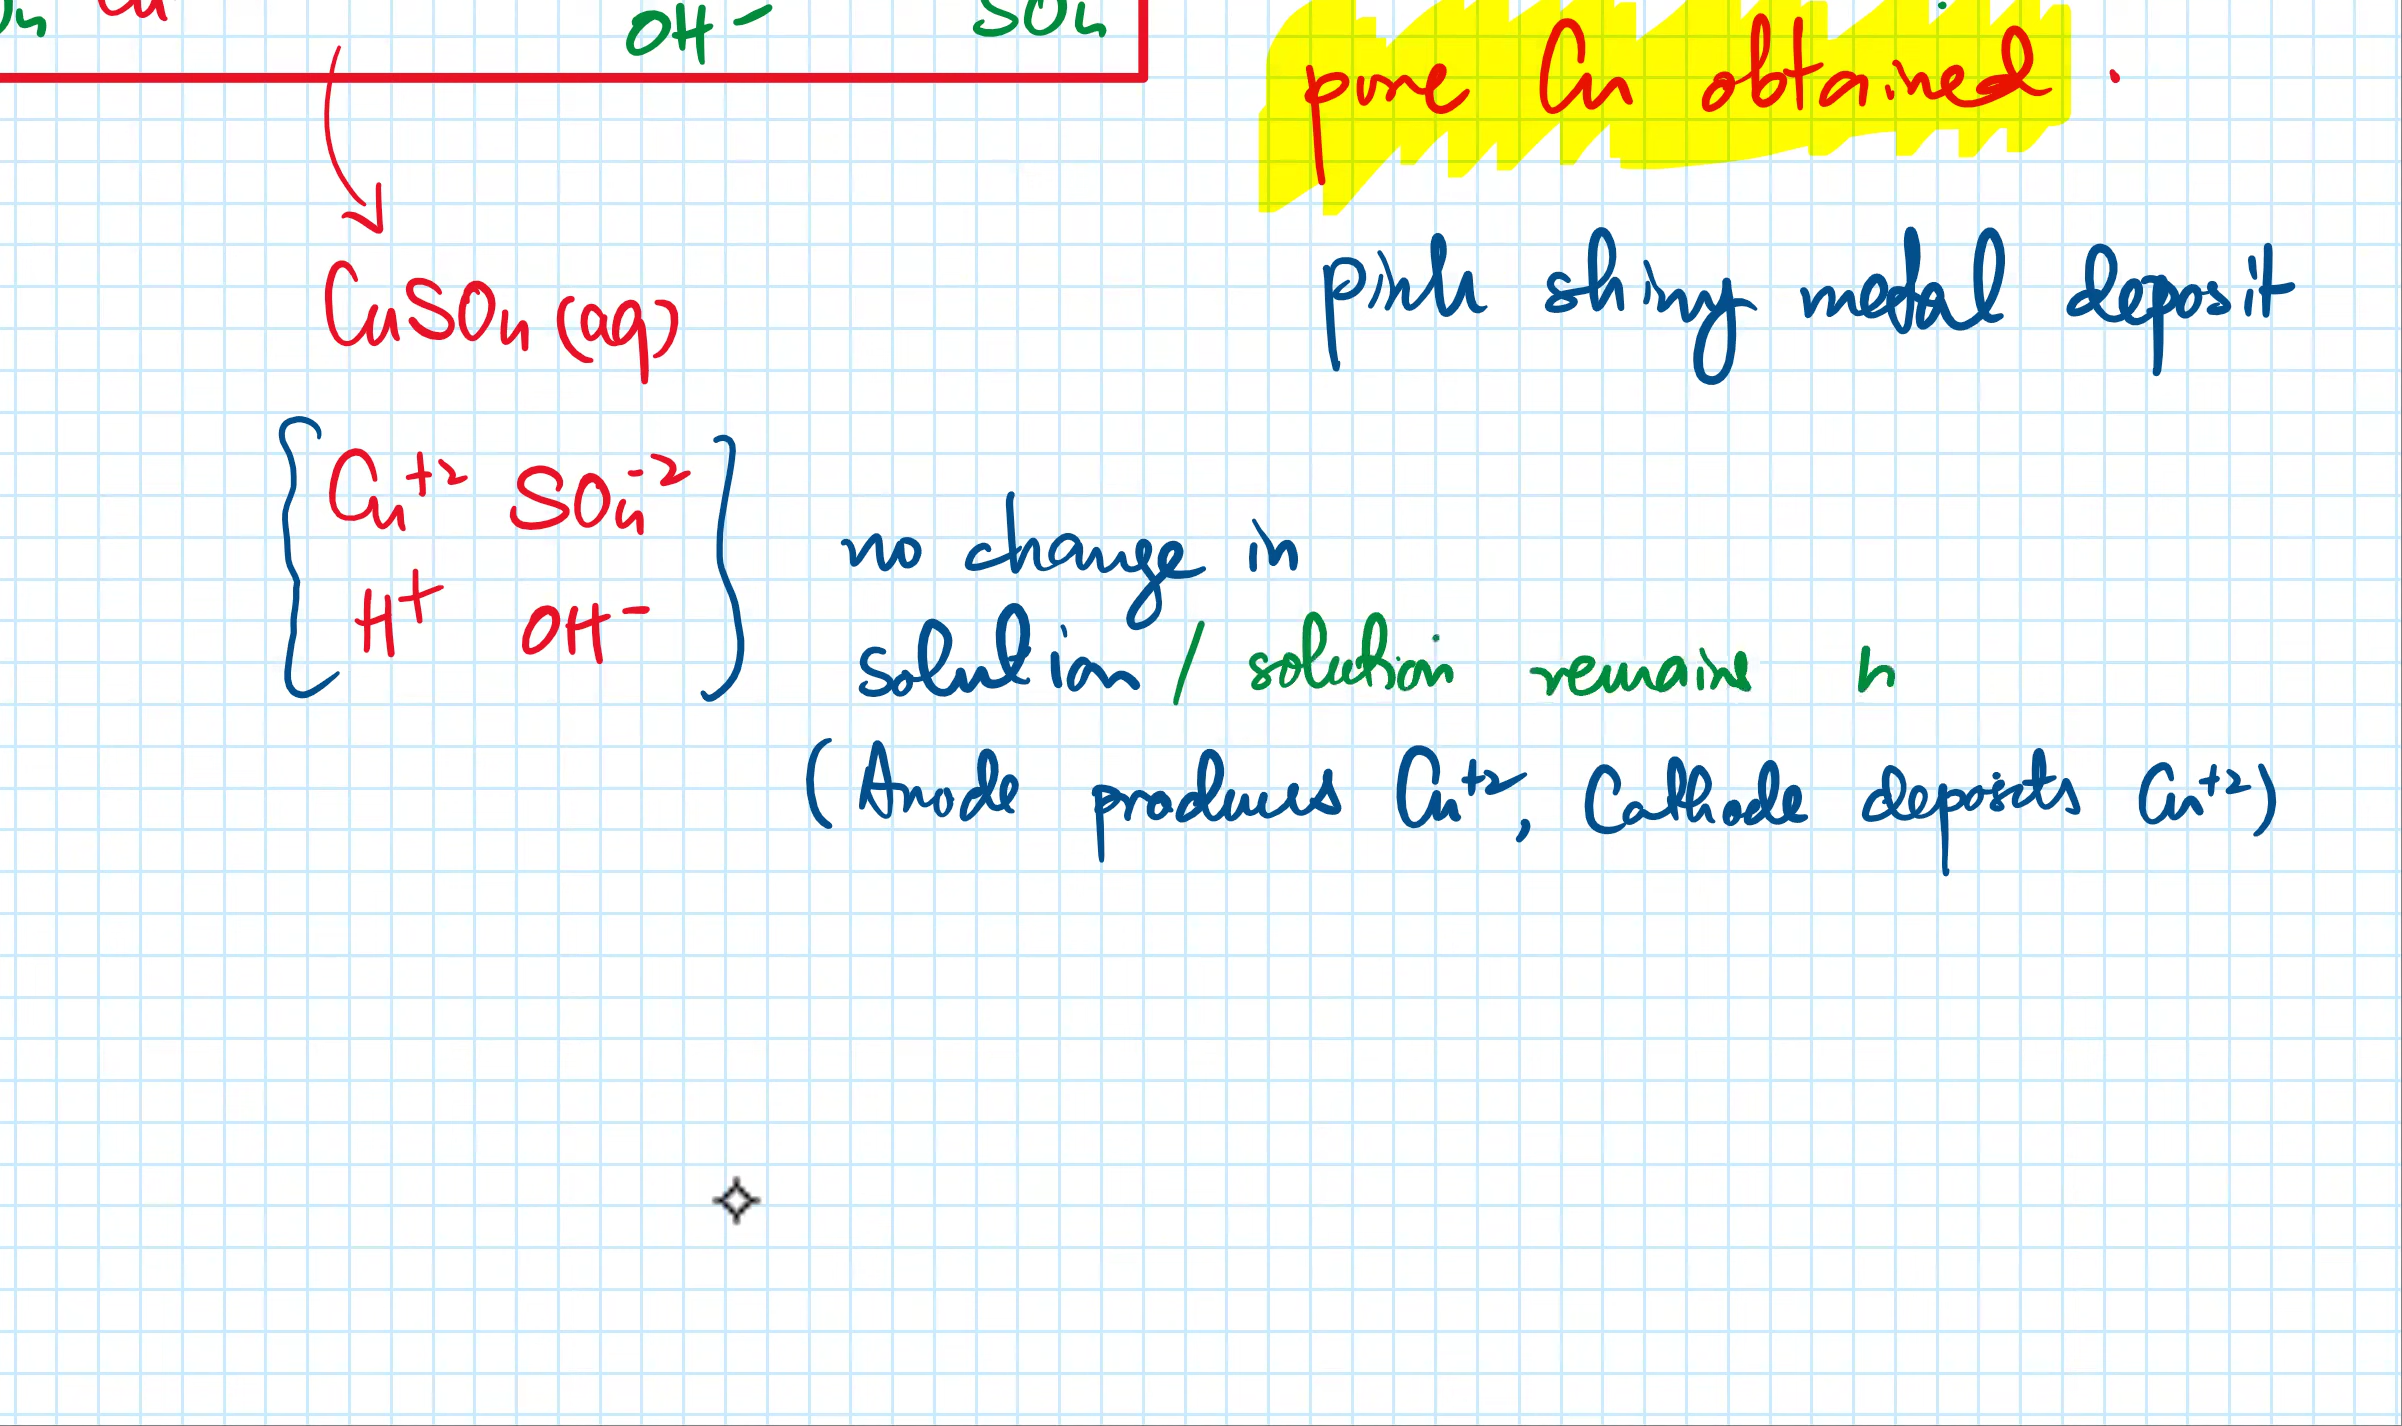 OH⁻ SO₄
pure Cu obtained.
pink shiny metal deposit
CuSO₄ (aq)
Cu⁺² SO₄⁻²
H⁺ OH⁻
no change in
solution / solution remains b
(Anode produces Cu⁺², Cathode deposits Cu⁺²)